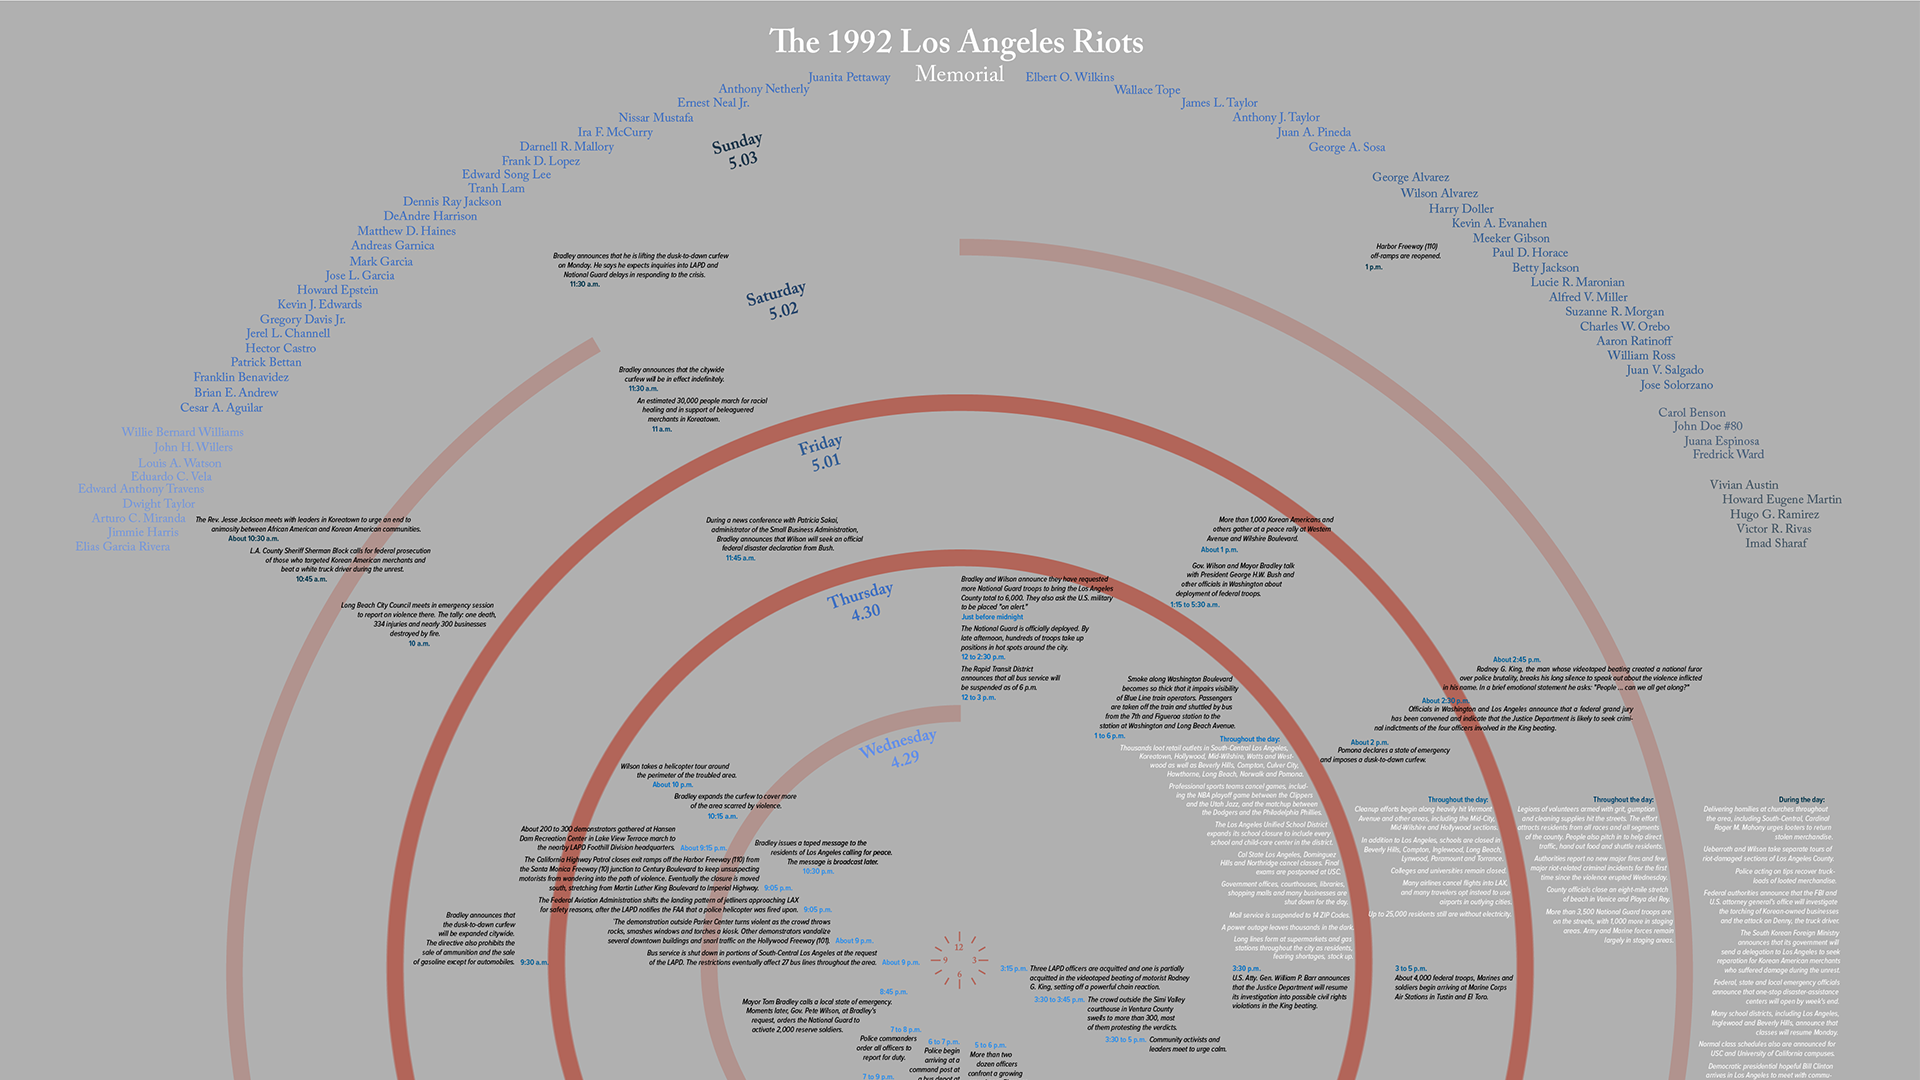 The 1992 Los Angeles Riots
Memorial
Juanita Pettaway
Anthony Netherly
Ernest Neal Jr.
Nissar Mustafa
Ira F. McCurry
Darnell R. Mallory
Frank D. Lopez
Edward Song Lee
Tranh Lam
Dennis Ray Jackson
DeAndre Harrison
Matthew D. Haines
Andreas Garnica
Mark Garcia
Jose L. Garcia
Howard Epstein
Kevin J. Edwards
Gregory Davis Jr.
Jerel L. Channell
Hector Castro
Patrick Bettan
Franklin Benavidez
Brian E. Andrew
Cesar A. Aguilar
Willie Bernard Williams
John H. Willers
Louis A. Watson
Eduardo C. Vela
Edward Anthony Travens
Dwight Taylor
Arturo C. Miranda
Jimmie Harris
Elias Garcia Rivera
Elbert O. Wilkins
Wallace Tope
James L. Taylor
Anthony J. Taylor
Juan A. Pineda
George A. Sosa
George Alvarez
Wilson Alvarez
Harry Doller
Kevin A. Evanahen
Meeker Gibson
Paul D. Horace
Betty Jackson
Lucie R. Maronian
Alfred V. Miller
Suzanne R. Morgan
Charles W. Orebo
Aaron Ratinoff
William Ross
Juan V. Salgado
Jose Solorzano
Carol Benson
John Doe #80
Juana Espinosa
Fredrick Ward
Vivian Austin
Howard Eugene Martin
Hugo G. Ramirez
Victor R. Rivas
Imad Sharaf
Sunday
5.03
Bradley announces that he is lifting the dusk-to-dawn curfew
on Monday. He says he expects inquiries into LAPD and
National Guard delays in responding to the crisis.
11:30 a.m.
Harbor Freeway (110)
off-ramps are reopened.
1 p.m.
Saturday
5.02
Bradley announces that the citywide
curfew will be in effect indefinitely.
11:30 a.m.
An estimated 30,000 people march for racial
healing and in support of beleaguered
merchants in Koreatown.
11 a.m.
Friday
5.01
The Rev. Jesse Jackson meets with leaders in Koreatown to urge an end to
animosity between African American and Korean American communities.
About 10:30 a.m.
L.A. County Sheriff Sherman Block calls for federal prosecution
of those who targeted Korean American merchants and
beat a white truck driver during the unrest.
10:45 a.m.
Long Beach City Council meets in emergency session
to report on violence there. The tally: one death,
334 injuries and nearly 300 businesses
destroyed by fire.
10 a.m.
During a news conference with Patricia Sakai,
administrator of the Small Business Administration,
Bradley announces that Wilson will seek an official
federal disaster declaration from Bush.
11:45 a.m.
More than 1,000 Korean Americans and
others gather at a peace rally at Western
Avenue and Wilshire Boulevard.
About 1 p.m.
Gov. Wilson and Mayor Bradley talk
with President George H.W. Bush and
other officials in Washington about
deployment of federal troops.
1:15 to 5:30 a.m.
Thursday
4.30
Bradley and Wilson announce they have requested
more National Guard troops to bring the Los Angeles
County total to 6,000. They also ask the U.S. military
to be placed "on alert."
Just before midnight
The National Guard is officially deployed. By
late afternoon, hundreds of troops take up
positions in hot spots around the city.
12 to 2:30 p.m.
The Rapid Transit District
announces that all bus service will
be suspended as of 6 p.m.
12 to 3 p.m.
Smoke along Washington Boulevard
becomes so thick that it impairs visibility
of Blue Line train operators. Passengers
are taken off the train and shuttled by bus
from the 7th and Figueroa station to the
station at Washington and Long Beach Avenue.
1 to 6 p.m.
About 2:45 p.m.
Rodney G. King, the man whose videotaped beating created a national furor
over police brutality, breaks his long silence to speak out about the violence inflicted
in his name. In a brief emotional statement he asks: "People ... can we all get along?"
About 2:30 p.m.
Officials in Washington and Los Angeles announce that a federal grand jury
has been convened and indicate that the Justice Department is likely to seek crimi-
nal indictments of the four officers involved in the King beating.
About 2 p.m.
Pomona declares a state of emergency
and imposes a dusk-to-dawn curfew.
Wednesday
4.29
Wilson takes a helicopter tour around
the perimeter of the troubled area.
About 10 p.m.
Bradley expands the curfew to cover more
of the area scarred by violence.
10:15 p.m.
About 200 to 300 demonstrators gathered at Hansen
Dam Recreation Center in Lake View Terrace march to
the nearby LAPD Foothill Division headquarters. About 9:15 p.m.
Bradley issues a taped message to the
residents of Los Angeles calling for peace.
The message is broadcast later.
10:30 p.m.
The California Highway Patrol closes exit ramps off the Harbor Freeway (110) from
the Santa Monica Freeway (10) junction to Century Boulevard to keep unsuspecting
motorists from wandering into the path of violence. Eventually the closure is moved
south, stretching from Martin Luther King Boulevard to Imperial Highway. 9:05 p.m.
The Federal Aviation Administration shifts the landing pattern of jetliners approaching LAX
for safety reasons, after the LAPD notifies the FAA that a police helicopter was fired upon. 9:05 p.m.
The demonstration outside Parker Center turns violent as the crowd throws
rocks, smashes windows and torches a kiosk. Other demonstrators vandalize
several downtown buildings and snarl traffic on the Hollywood Freeway (101). About 9 p.m.
Bus service is shut down in portions of South-Central Los Angeles at the request
of the LAPD. The restrictions eventually affect 27 bus lines throughout the area. About 9 p.m.
Bradley announces that
the dusk-to-dawn curfew
will be expanded citywide.
The directive also prohibits the
sale of ammunition and the sale
of gasoline except for automobiles. 9:30 a.m.
8:45 p.m.
Mayor Tom Bradley calls a local state of emergency.
Moments later, Gov. Pete Wilson, at Bradley's
request, orders the National Guard to
activate 2,000 reserve soldiers.
7 to 8 p.m.
Police commanders
order all officers to
report for duty.
7 to 9 p.m.
6 to 7 p.m.
Police begin
arriving at a
command post at
a bus depot at
5 to 6 p.m.
More than two
dozen officers
confront a growing
12
9 3
6
3:15 p.m. Three LAPD officers are acquitted and one is partially
acquitted in the videotaped beating of motorist Rodney
G. King, setting off a powerful chain reaction.
3:30 to 3:45 p.m. The crowd outside the Simi Valley
courthouse in Ventura County
swells to more than 300, most
of them protesting the verdicts.
3:30 to 5 p.m. Community activists and
leaders meet to urge calm.
3:30 p.m.
U.S. Atty. Gen. William P. Barr announces
that the Justice Department will resume
its investigation into possible civil rights
violations in the King beating.
3 to 5 p.m.
About 4,000 federal troops, Marines and
soldiers begin arriving at Marine Corps
Air Stations in Tustin and El Toro.
Throughout the day:
Thousands loot retail outlets in South-Central Los Angeles,
Koreatown, Hollywood, Mid-Wilshire, Watts and West-
wood as well as Beverly Hills, Compton, Culver City,
Hawthorne, Long Beach, Norwalk and Pomona.
Professional sports teams cancel games, includ-
ing the NBA playoff game between the Clippers
and the Utah Jazz, and the matchup between
the Dodgers and the Philadelphia Phillies.
The Los Angeles Unified School District
expands its school closure to include every
school and child-care center in the district.
Cal State Los Angeles, Dominguez
Hills and Northridge cancel classes. Final
exams are postponed at USC.
Government offices, courthouses, libraries,
shopping malls and many businesses are
shut down for the day.
Mail service is suspended to 14 ZIP Codes.
A power outage leaves thousands in the dark.
Long lines form at supermarkets and gas
stations throughout the city as residents,
fearing shortages, stock up.
Throughout the day:
Cleanup efforts begin along heavily hit Vermont
Avenue and other areas, including the Mid-City,
Mid-Wilshire and Hollywood sections.
In addition to Los Angeles, schools are closed in
Beverly Hills, Compton, Inglewood, Long Beach,
Lynwood, Paramount and Torrance.
Colleges and universities remain closed.
Many airlines cancel flights into LAX,
and many travelers opt instead to use
airports in outlying cities.
Up to 25,000 residents still are without electricity.
Throughout the day:
Legions of volunteers armed with grit, gumption
and cleaning supplies hit the streets. The effort
attracts residents from all races and all segments
of the county. People also pitch in to help direct
traffic, hand out food and shuttle residents.
Authorities report no new major fires and few
major riot-related criminal incidents for the first
time since the violence erupted Wednesday.
County officials close an eight-mile stretch
of beach in Venice and Playa del Rey.
More than 3,500 National Guard troops are
on the streets, with 1,000 more in staging
areas. Army and Marine forces remain
largely in staging areas.
During the day:
Delivering homilies at churches throughout
the area, including South-Central, Cardinal
Roger M. Mahony urges looters to return
stolen merchandise.
Ueberroth and Wilson take separate tours of
riot-damaged sections of Los Angeles County.
Police acting on tips recover truck-
loads of looted merchandise.
Federal authorities announce that the FBI and
U.S. attorney general's office will investigate
the torching of Korean-owned businesses
and the attack on Denny, the truck driver.
The South Korean Foreign Ministry
announces that its government will
send a delegation to Los Angeles to seek
reparation for Korean American merchants
who suffered damage during the unrest.
Federal, state and local emergency officials
announce that one-stop disaster-assistance
centers will open by week's end.
Many school districts, including Los Angeles,
Inglewood and Beverly Hills, announce that
classes will resume Monday.
Normal class schedules also are announced for
USC and University of California campuses.
Democratic presidential hopeful Bill Clinton
arrives in Los Angeles to meet with commu-